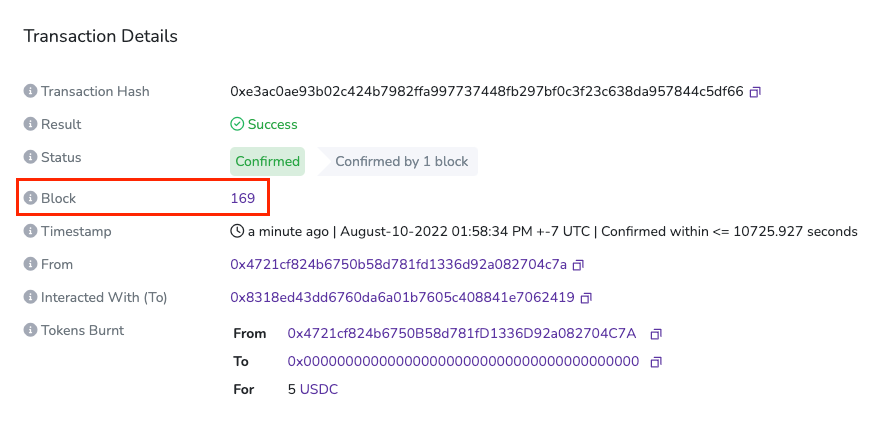 Transaction Details
Transaction Hash 0xe3ac0ae93b02c424b7982ffa997737448fb297bf0c3f23c638da957844c5df66
Result Success
Status Confirmed Confirmed by 1 block
Block 169
Timestamp a minute ago | August-10-2022 01:58:34 PM +-7 UTC | Confirmed within <= 10725.927 seconds
From 0x4721cf824b6750b58d781fd1336d92a082704c7a
Interacted With (To) 0x8318ed43dd6760da6a01b7605c408841e7062419
Tokens Burnt From 0x4721cf824b6750B58d781fD1336D92a082704C7A
To 0x0000000000000000000000000000000000000000
For 5 USDC